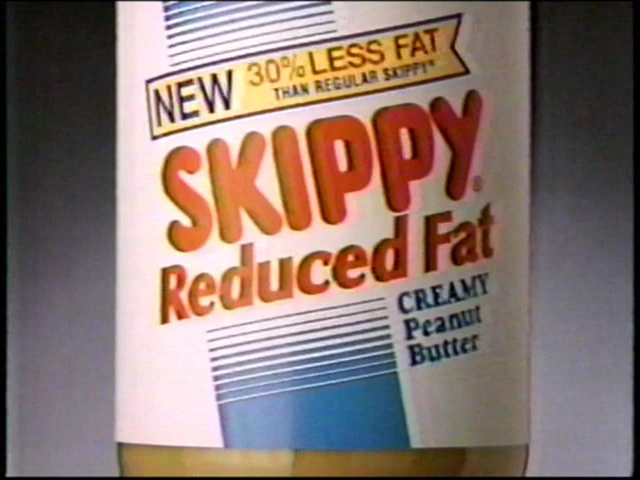 NEW 30% LESS FAT
THAN REGULAR SKIPPY®
SKIPPY®
Reduced Fat
CREAMY
Peanut
Butter